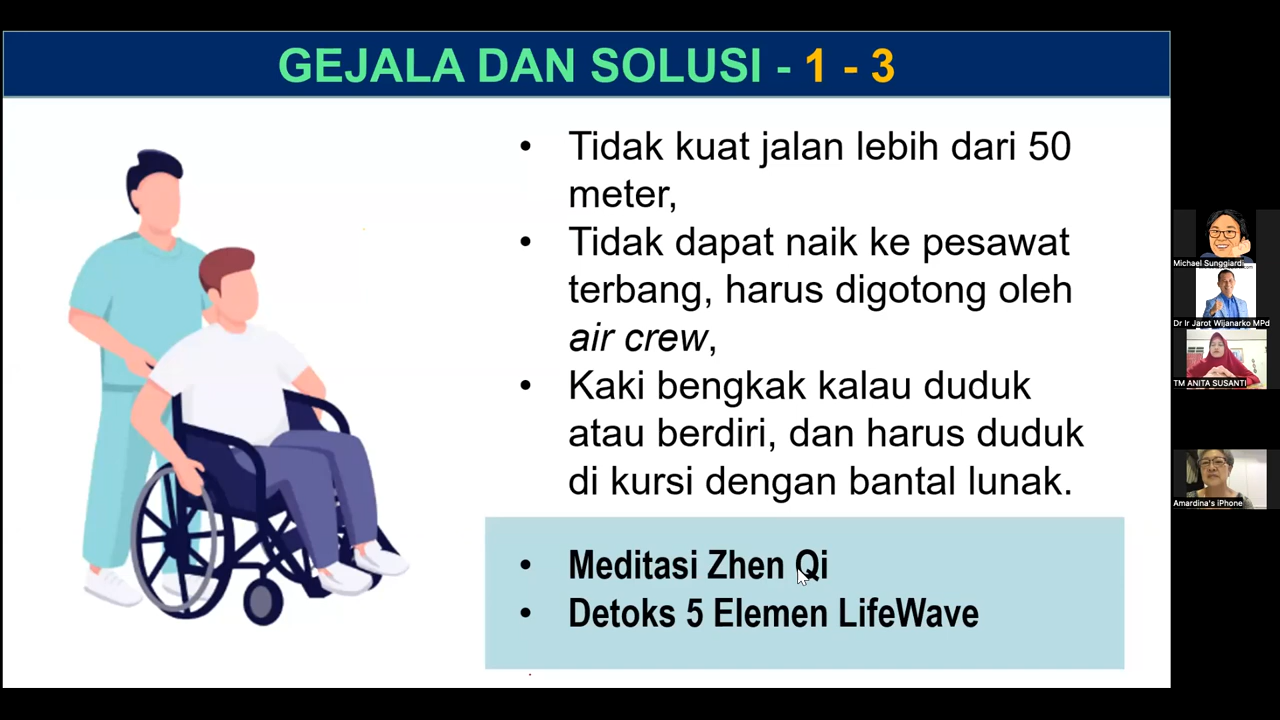 GEJALA DAN SOLUSI - 1 - 3
• Tidak kuat jalan lebih dari 50
meter,
• Tidak dapat naik ke pesawat
terbang, harus digotong oleh
air crew,
• Kaki bengkak kalau duduk
atau berdiri, dan harus duduk
di kursi dengan bantal lunak.
• Meditasi Zhen Qi
• Detoks 5 Elemen LifeWave
Michael Sunggiardi
Dr Ir Jarot Wijanarko MPd
TM ANITA SUSANTI
Amardina's iPhone